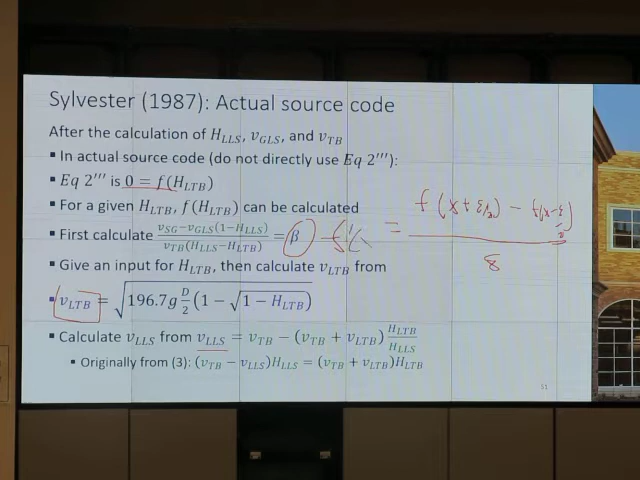 Sylvester (1987): Actual source code
After the calculation of H_LLS, v_GLS, and v_TB
▪ In actual source code (do not directly use Eq 2‴):
▪ Eq 2‴ is 0 = f(H_LTB)
▪ For a given H_LTB, f(H_LTB) can be calculated
▪ First calculate (v_SG−v_GLS(1−H_LLS))/(v_TB(H_LLS−H_LTB)) = β
= (f(x+ε/2) −
▪ Give an input for H_LTB, then calculate v_LTB from
▪ v_LTB = √(196.7g D/2 (1 − √(1 − H_LTB)))
▪ Calculate v_LLS from v_LLS = v_TB − (v_TB + v_LTB) H_LTB/H_LLS
▪ Originally from (3): (v_TB − v_LLS)H_LLS = (v_TB + v_LTB)H_LTB
11